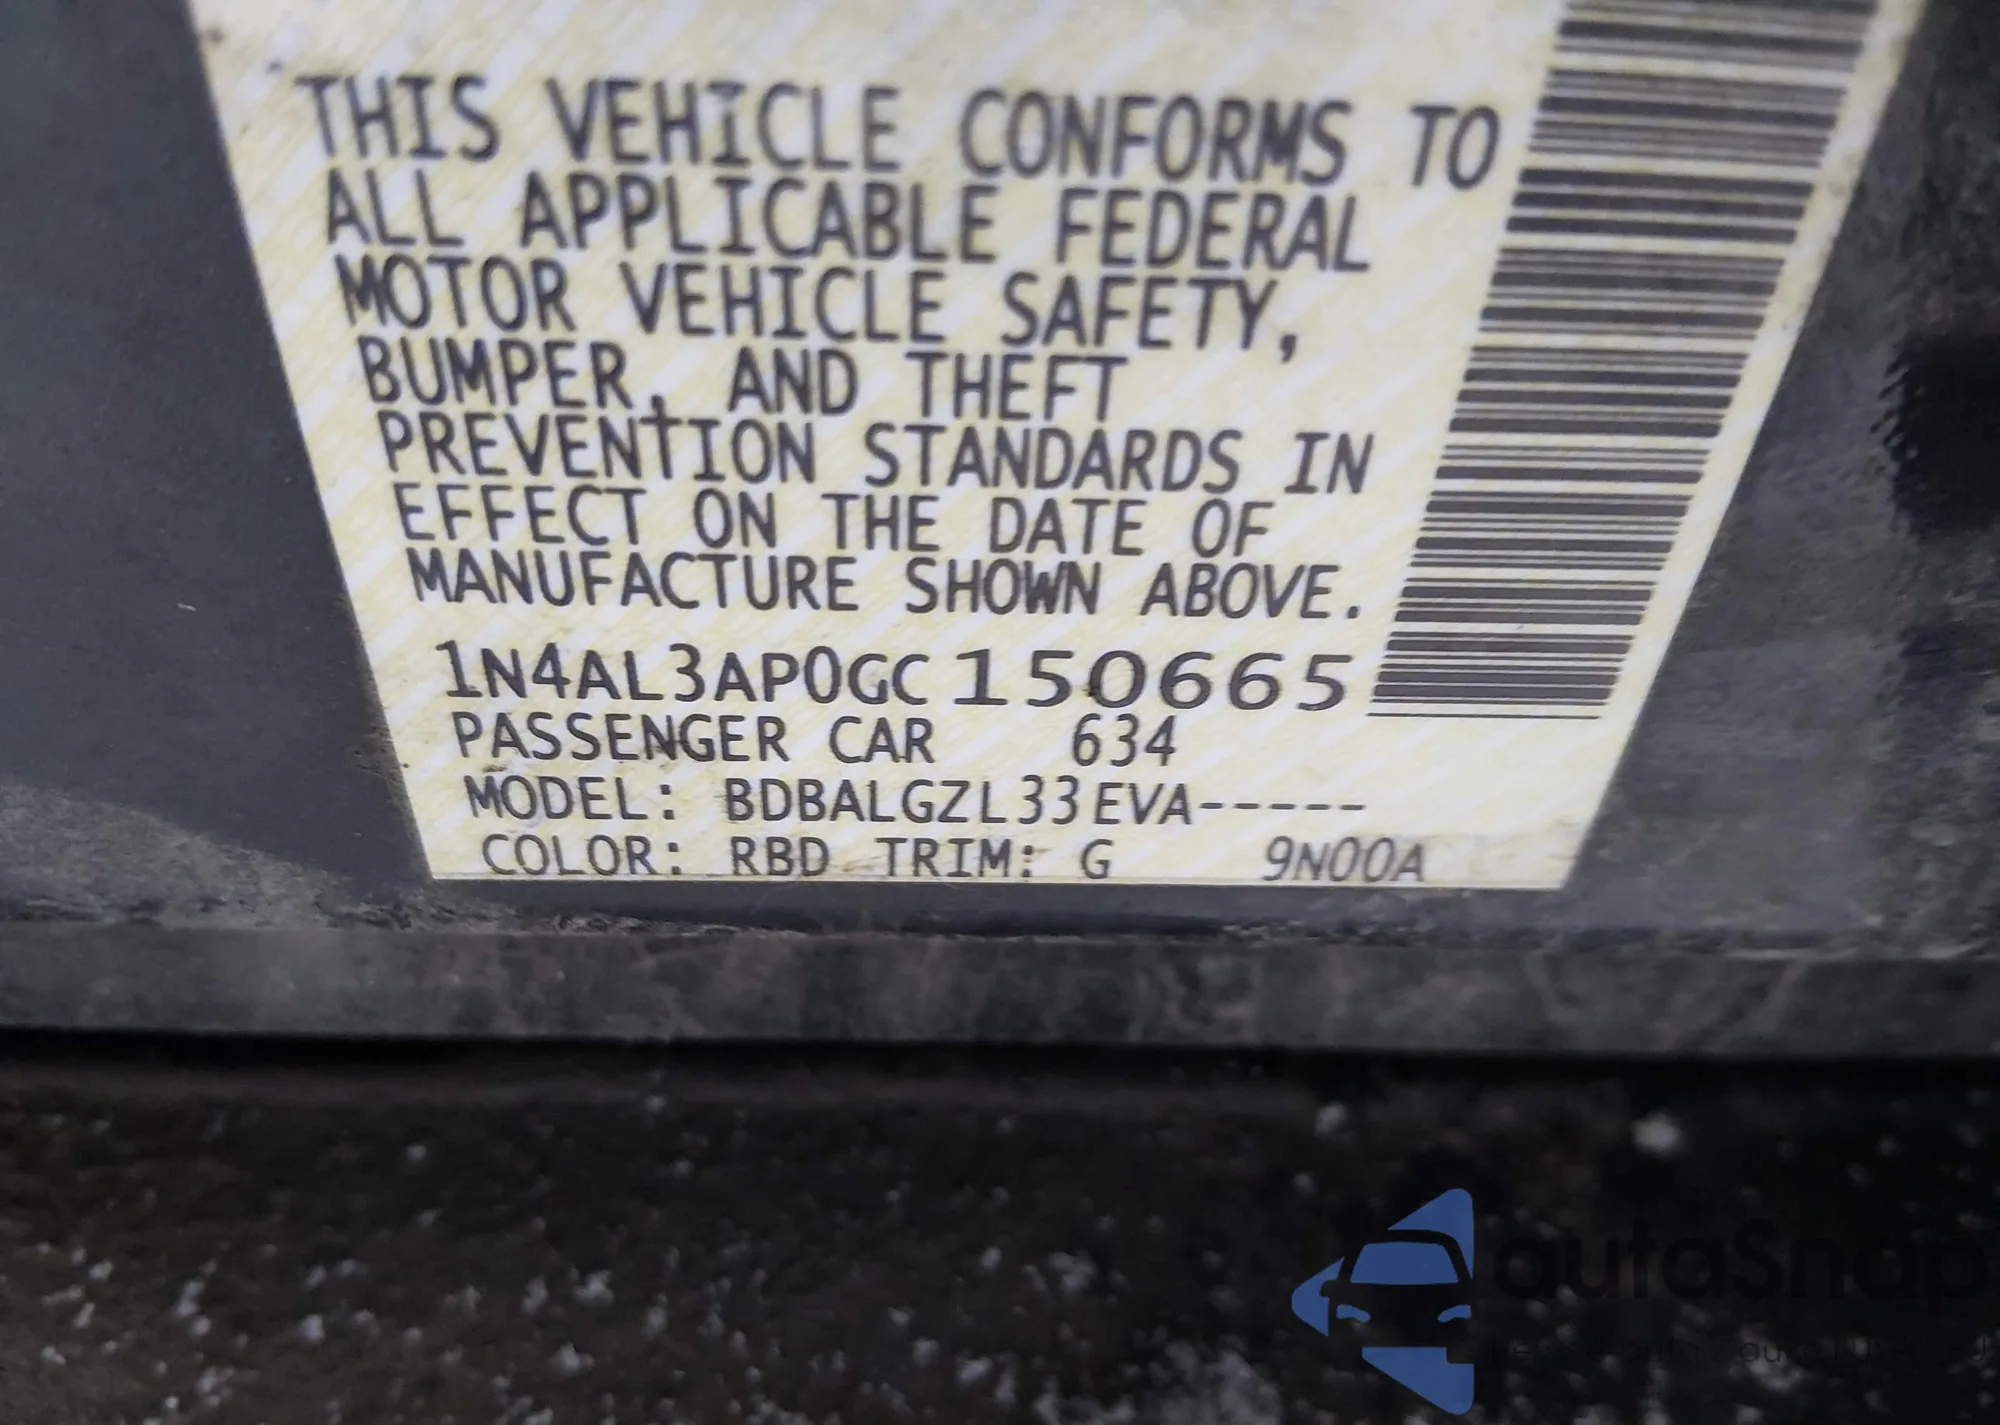 THIS VEHICLE CONFORMS TO
ALL APPLICABLE FEDERAL
MOTOR VEHICLE SAFETY,
BUMPER, AND THEFT
PREVENTION STANDARDS IN
EFFECT ON THE DATE OF
MANUFACTURE SHOWN ABOVE.
1N4AL3AP0GC150665
PASSENGER CAR 634
MODEL: BDBALGZL33EVA-----
COLOR: RBD TRIM: G 9N00A
autoSnap